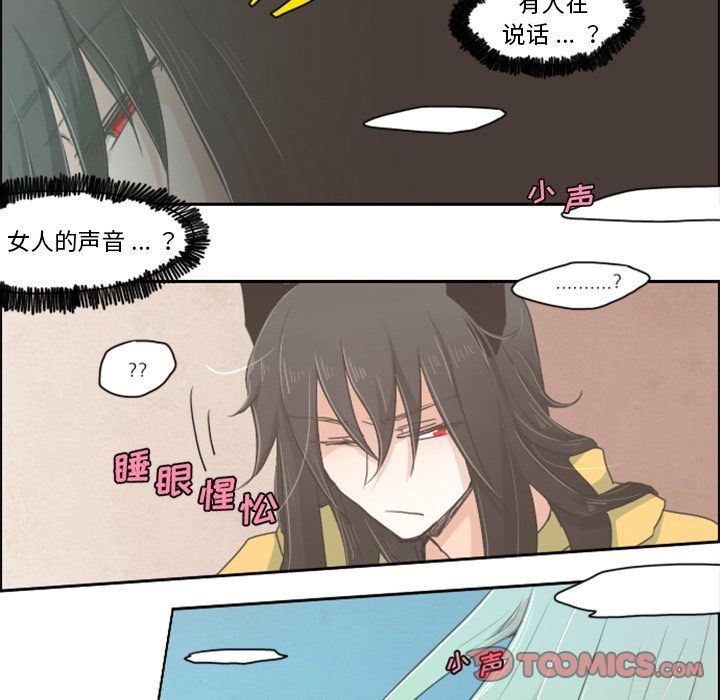 有人在
说话 ... ？
小声
女人的声音 ... ？
..........?
??
睡眼惺忪
小声
TCOMICS.COM